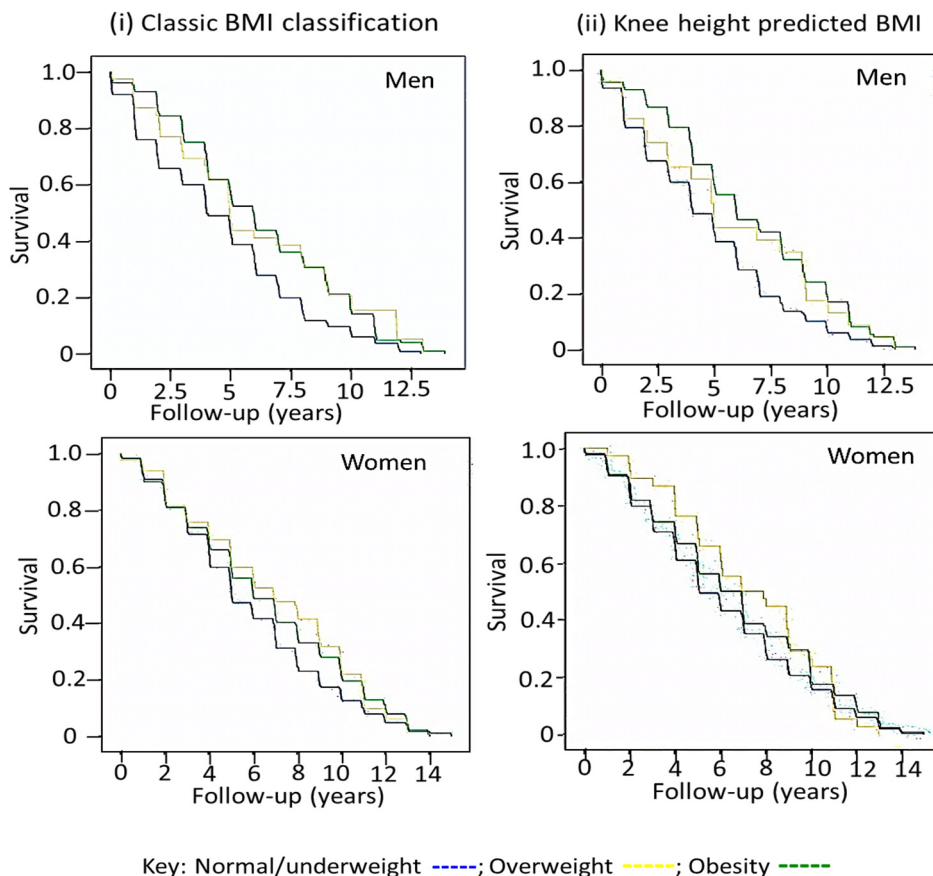 (i) Classic BMI classification
(ii) Knee height predicted BMI
Men
1.0
0.8
0.6
0.4
0.2
0
Survival
0 2.5 5 7.5 10 12.5
Follow-up (years)
Men
1.0
0.8
0.6
0.4
0.2
0
Survival
0 2.5 5 7.5 10 12.5
Follow-up (years)
Women
1.0
0.8
0.6
0.4
0.2
0
Survival
0 2 4 6 8 10 12 14
Follow-up (years)
Women
1.0
0.8
0.6
0.4
0.2
0
Survival
0 2 4 6 8 10 12 14
Follow-up (years)
Key: Normal/underweight -----; Overweight -----; Obesity -----